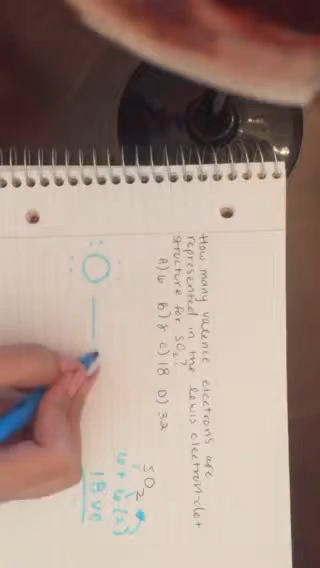 How many valence electrons are
represented in the lewis electron-dot
structure for SO2?
A) 6 b) 8 c) 18 D) 32
SO2
6 + 6(2)
18 ve
O